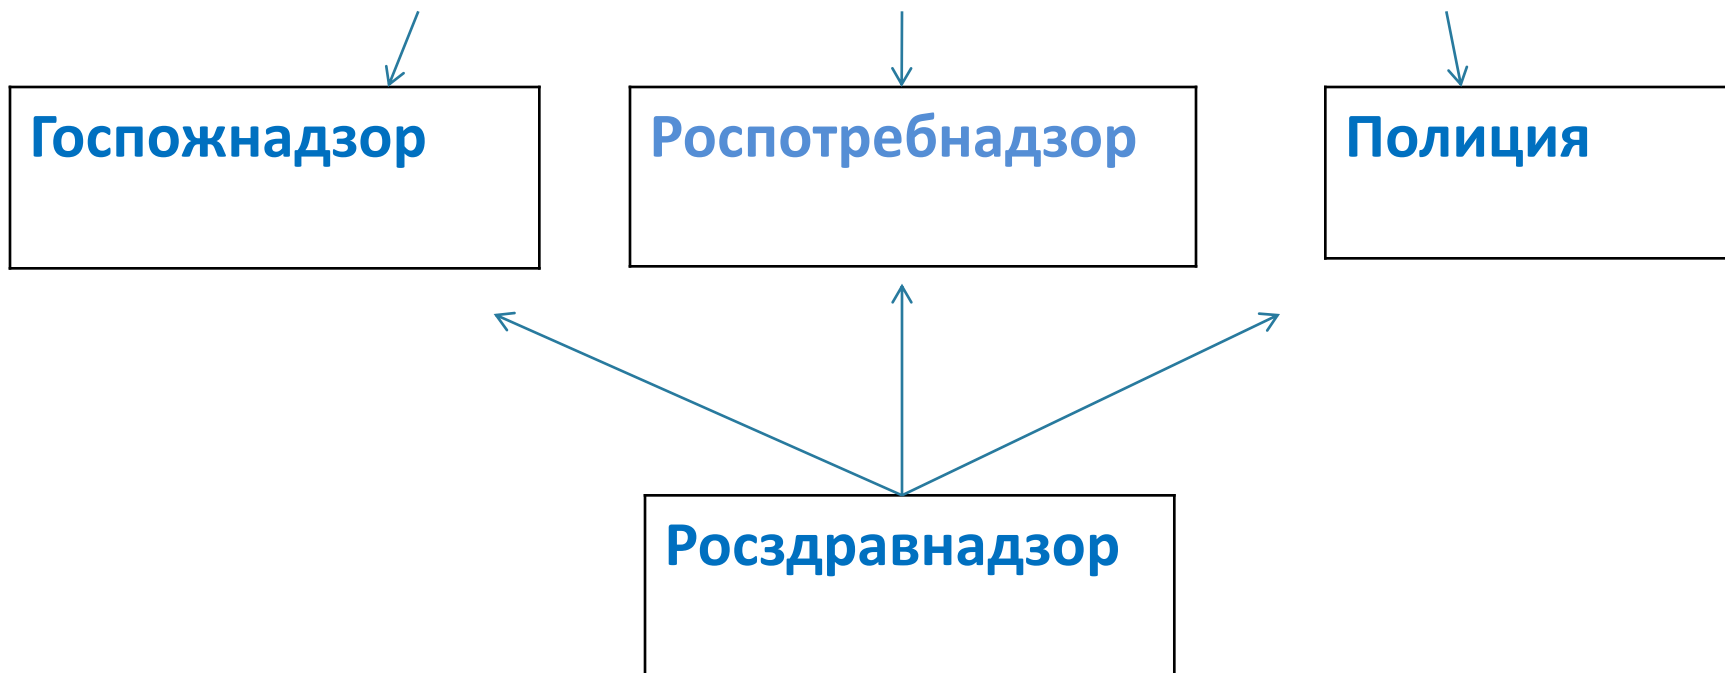 Госпожнадзор
Роспотребнадзор
Полиция
Росздравнадзор